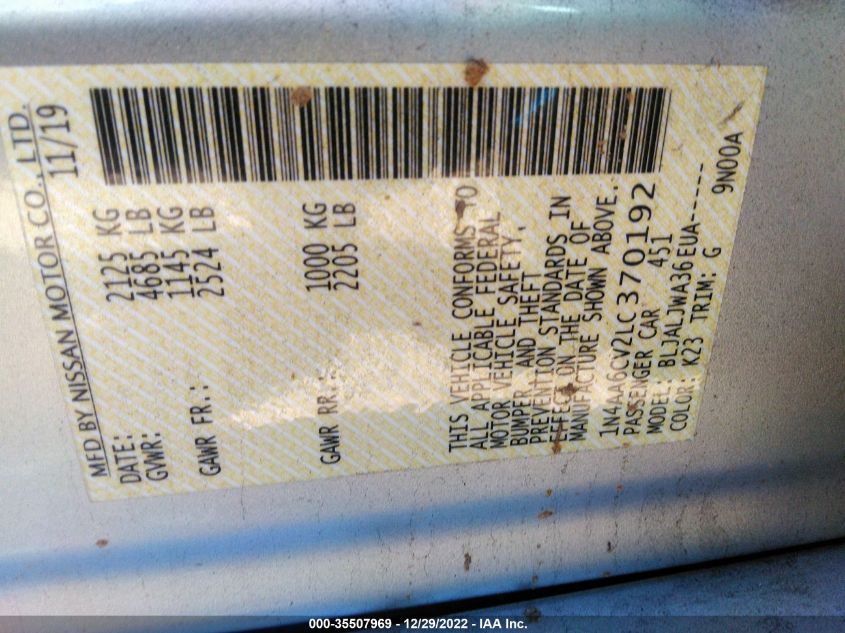 MFD BY NISSAN MOTOR CO., LTD.
DATE: 11/19
GVWR: 2125 KG
4685 LB
GAWR FR.: 1145 KG
2524 LB
GAWR RR.: 1000 KG
2205 LB
THIS VEHICLE CONFORMS TO
ALL APPLICABLE FEDERAL
MOTOR VEHICLE SAFETY,
BUMPER, AND THEFT
PREVENTION STANDARDS IN
EFFECT ON THE DATE OF
MANUFACTURE SHOWN ABOVE.
1N4AA6CV2LC370192
PASSENGER CAR 451
MODEL: BLJALJWA36EUA------
COLOR: K23 TRIM: G 9N00A
000-35507969 - 12/29/2022 - IAA Inc.